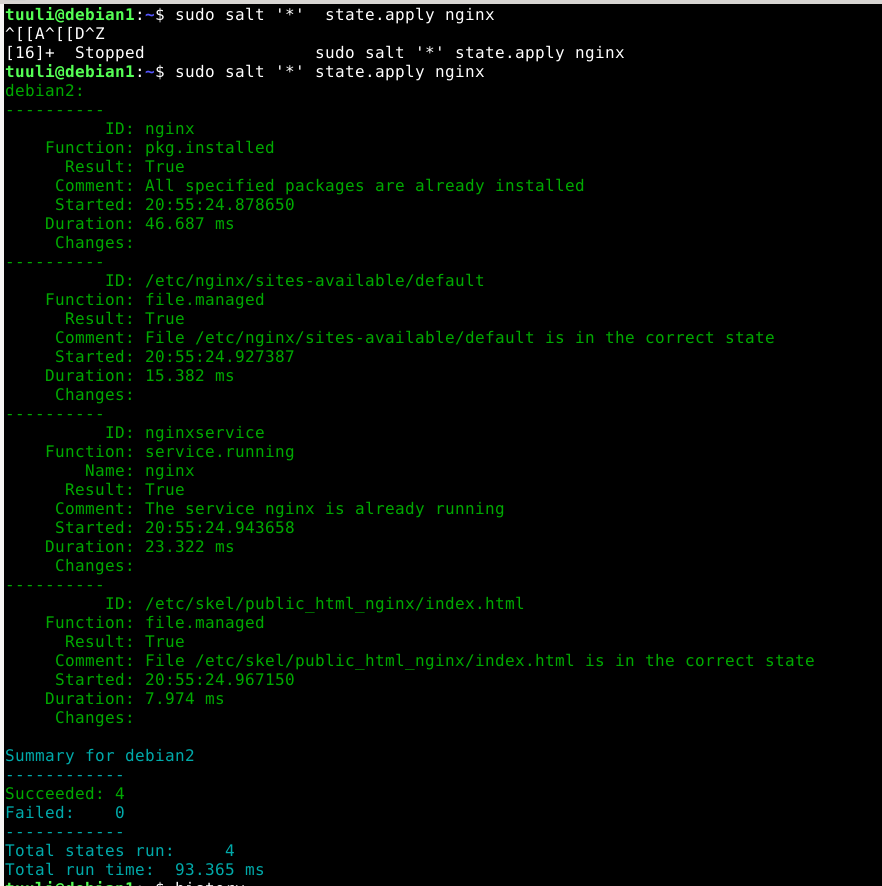 tuuli@debian1:~$ sudo salt '*'  state.apply nginx
^[[A^[[D^Z
[16]+  Stopped                 sudo salt '*' state.apply nginx
tuuli@debian1:~$ sudo salt '*' state.apply nginx
debian2:
----------
          ID: nginx
    Function: pkg.installed
      Result: True
     Comment: All specified packages are already installed
     Started: 20:55:24.878650
    Duration: 46.687 ms
     Changes:
----------
          ID: /etc/nginx/sites-available/default
    Function: file.managed
      Result: True
     Comment: File /etc/nginx/sites-available/default is in the correct state
     Started: 20:55:24.927387
    Duration: 15.382 ms
     Changes:
----------
          ID: nginxservice
    Function: service.running
        Name: nginx
      Result: True
     Comment: The service nginx is already running
     Started: 20:55:24.943658
    Duration: 23.322 ms
     Changes:
----------
          ID: /etc/skel/public_html_nginx/index.html
    Function: file.managed
      Result: True
     Comment: File /etc/skel/public_html_nginx/index.html is in the correct state
     Started: 20:55:24.967150
    Duration: 7.974 ms
     Changes:

Summary for debian2
------------
Succeeded: 4
Failed:    0
------------
Total states run:     4
Total run time:  93.365 ms
tuuli@debian1:~$ history